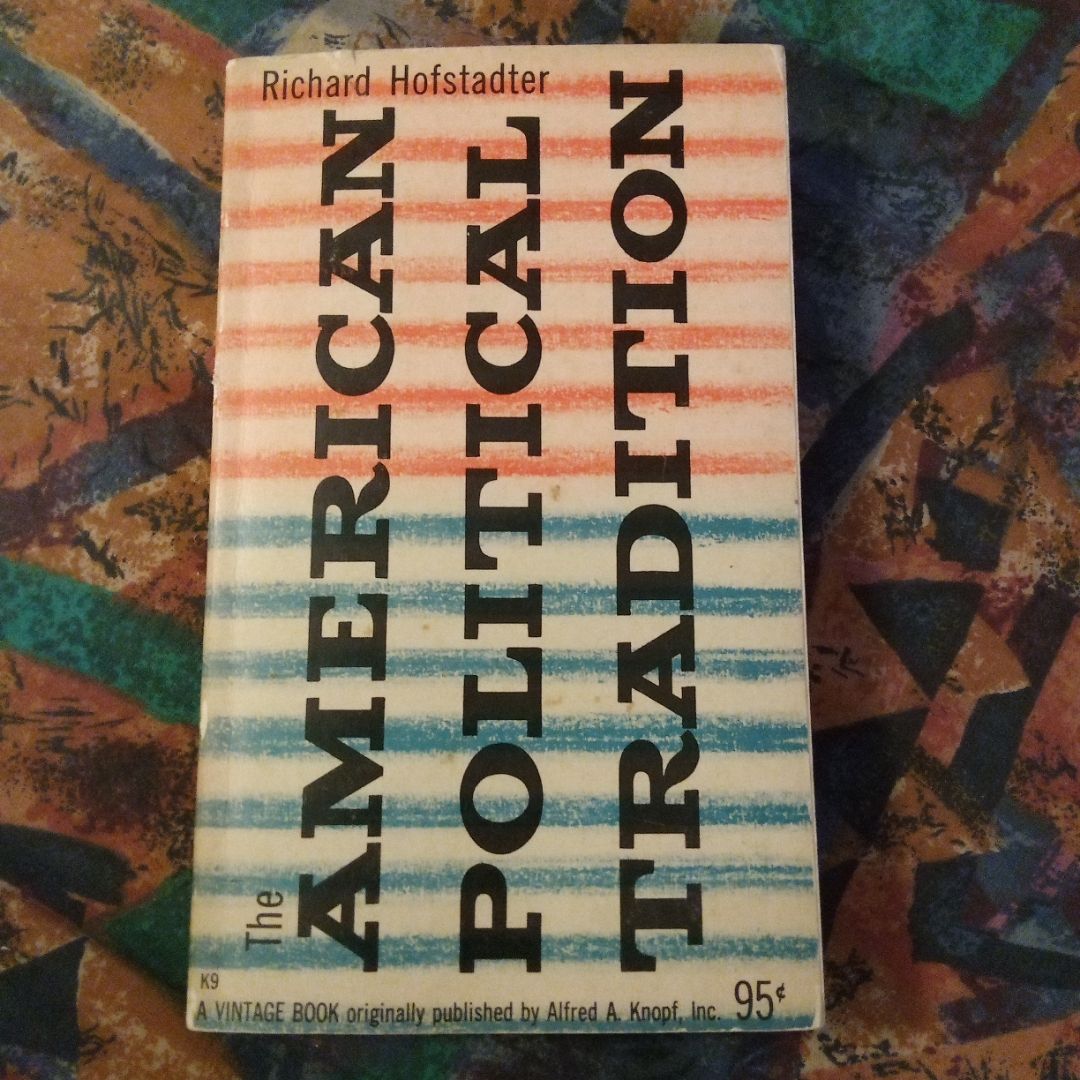 Richard Hofstadter
The
AMERICAN
POLITICAL
TRADITION
K9
A VINTAGE BOOK originally published by Alfred A. Knopf, Inc. 95¢